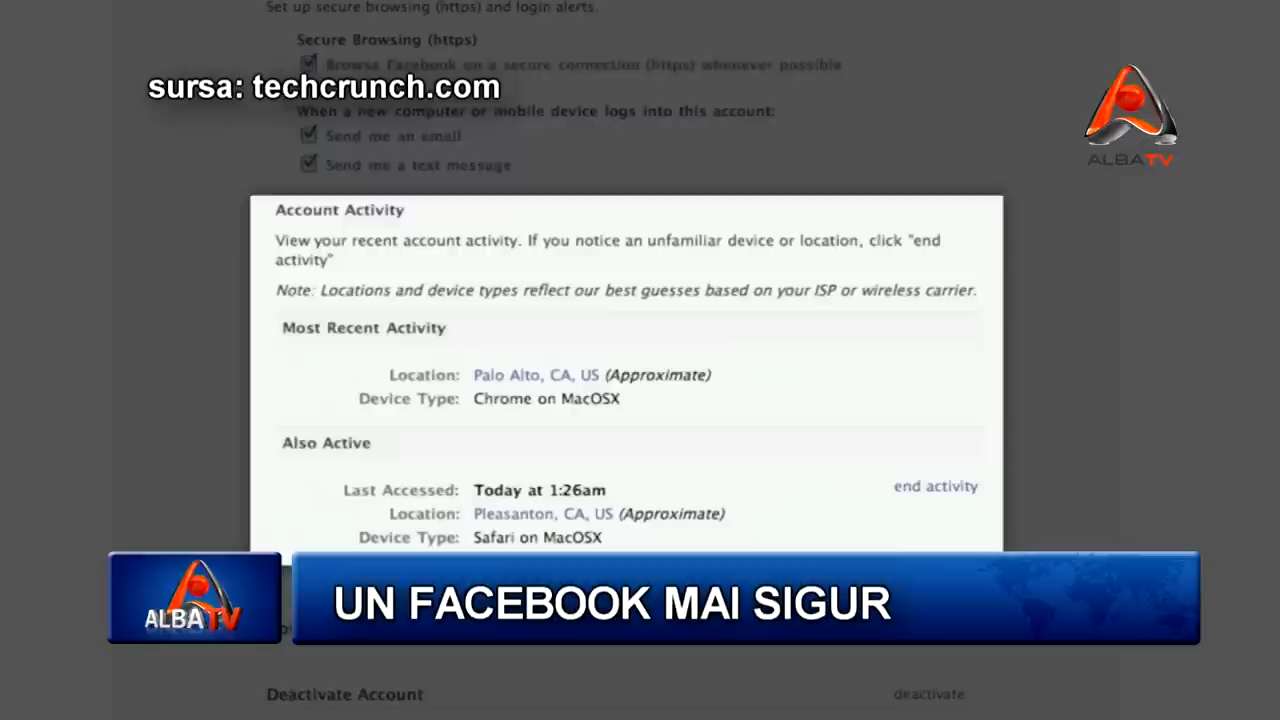 Set up secure browsing (https) and login alerts.
Secure Browsing (https)
Browse Facebook on a secure connection (https) whenever possible
sursa: techcrunch.com
When a new computer or mobile device logs into this account:
Send me an email
Send me a text message
ALBATV
Account Activity
View your recent account activity. If you notice an unfamiliar device or location, click "end
activity"
Note: Locations and device types reflect our best guesses based on your ISP or wireless carrier.
Most Recent Activity
Location: Palo Alto, CA, US (Approximate)
Device Type: Chrome on MacOSX
Also Active
Last Accessed: Today at 1:26am end activity
Location: Pleasanton, CA, US (Approximate)
Device Type: Safari on MacOSX
ALBATV
UN FACEBOOK MAI SIGUR
Deactivate Account deactivate